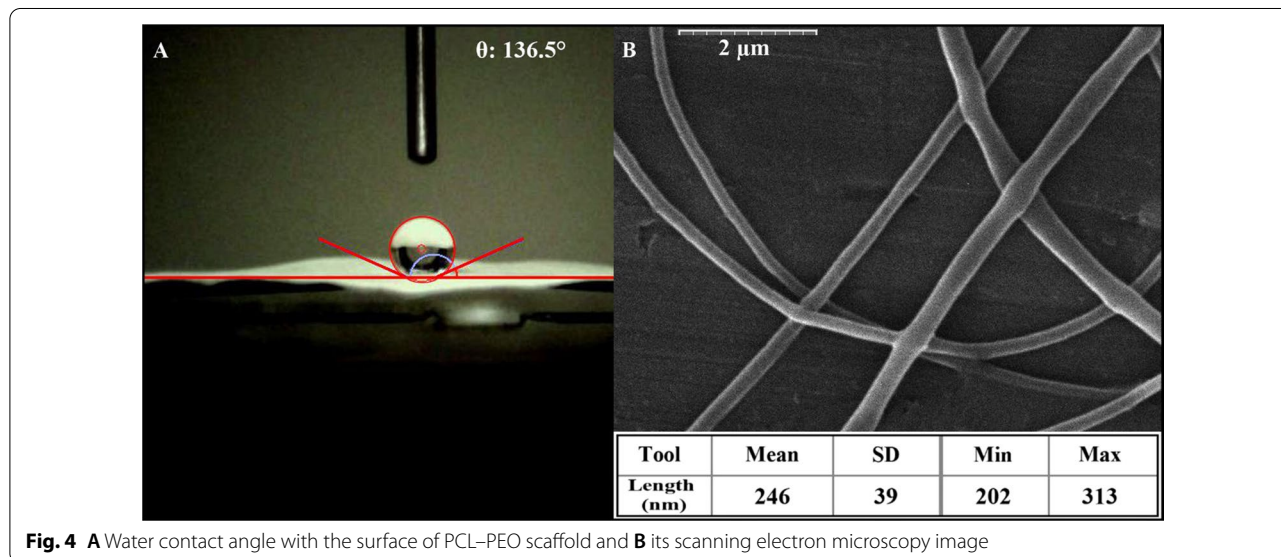 A
θ: 136.5°
B
2 µm
Tool Mean SD Min Max
Length (nm) 246 39 202 313
Fig. 4 A Water contact angle with the surface of PCL–PEO scaffold and B its scanning electron microscopy image